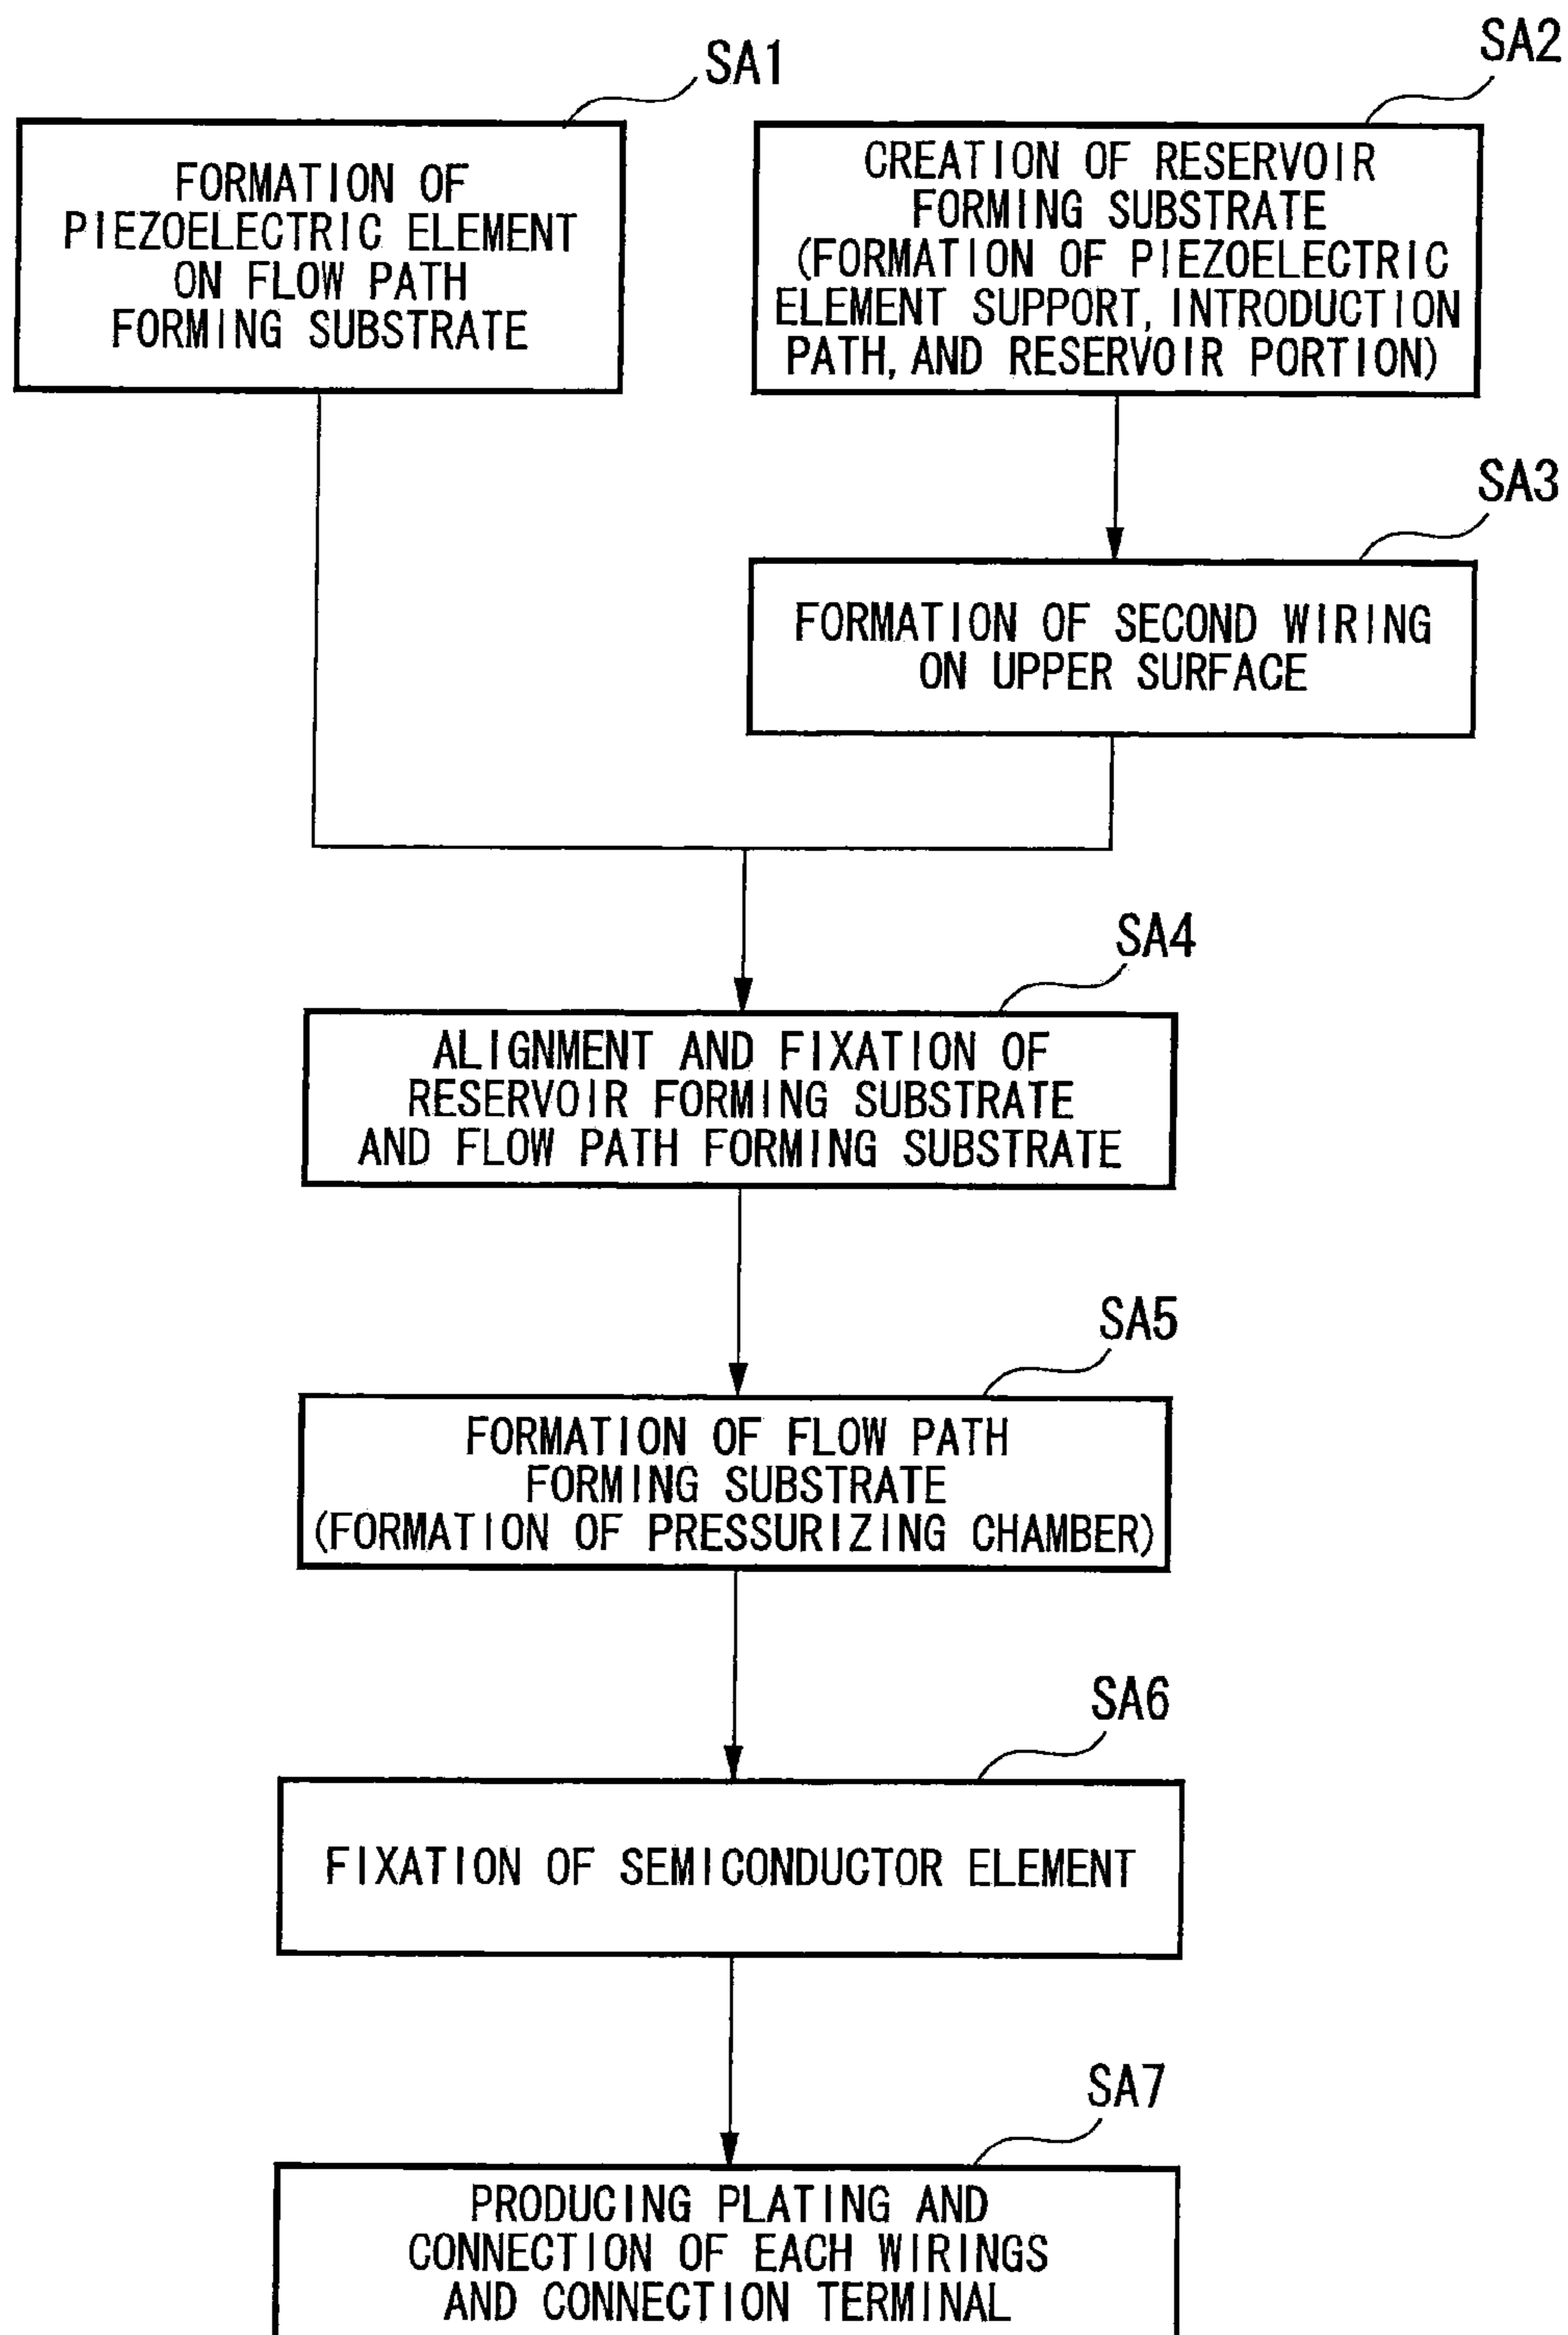 SA1
FORMATION OF
PIEZOELECTRIC ELEMENT
ON FLOW PATH
FORMING SUBSTRATE
SA2
CREATION OF RESERVOIR
FORMING SUBSTRATE
(FORMATION OF PIEZOELECTRIC
ELEMENT SUPPORT, INTRODUCTION
PATH, AND RESERVOIR PORTION)
SA3
FORMATION OF SECOND WIRING
ON UPPER SURFACE
SA4
ALIGNMENT AND FIXATION OF
RESERVOIR FORMING SUBSTRATE
AND FLOW PATH FORMING SUBSTRATE
SA5
FORMATION OF FLOW PATH
FORMING SUBSTRATE
(FORMATION OF PRESSURIZING CHAMBER)
SA6
FIXATION OF SEMICONDUCTOR ELEMENT
SA7
PRODUCING PLATING AND
CONNECTION OF EACH WIRINGS
AND CONNECTION TERMINAL